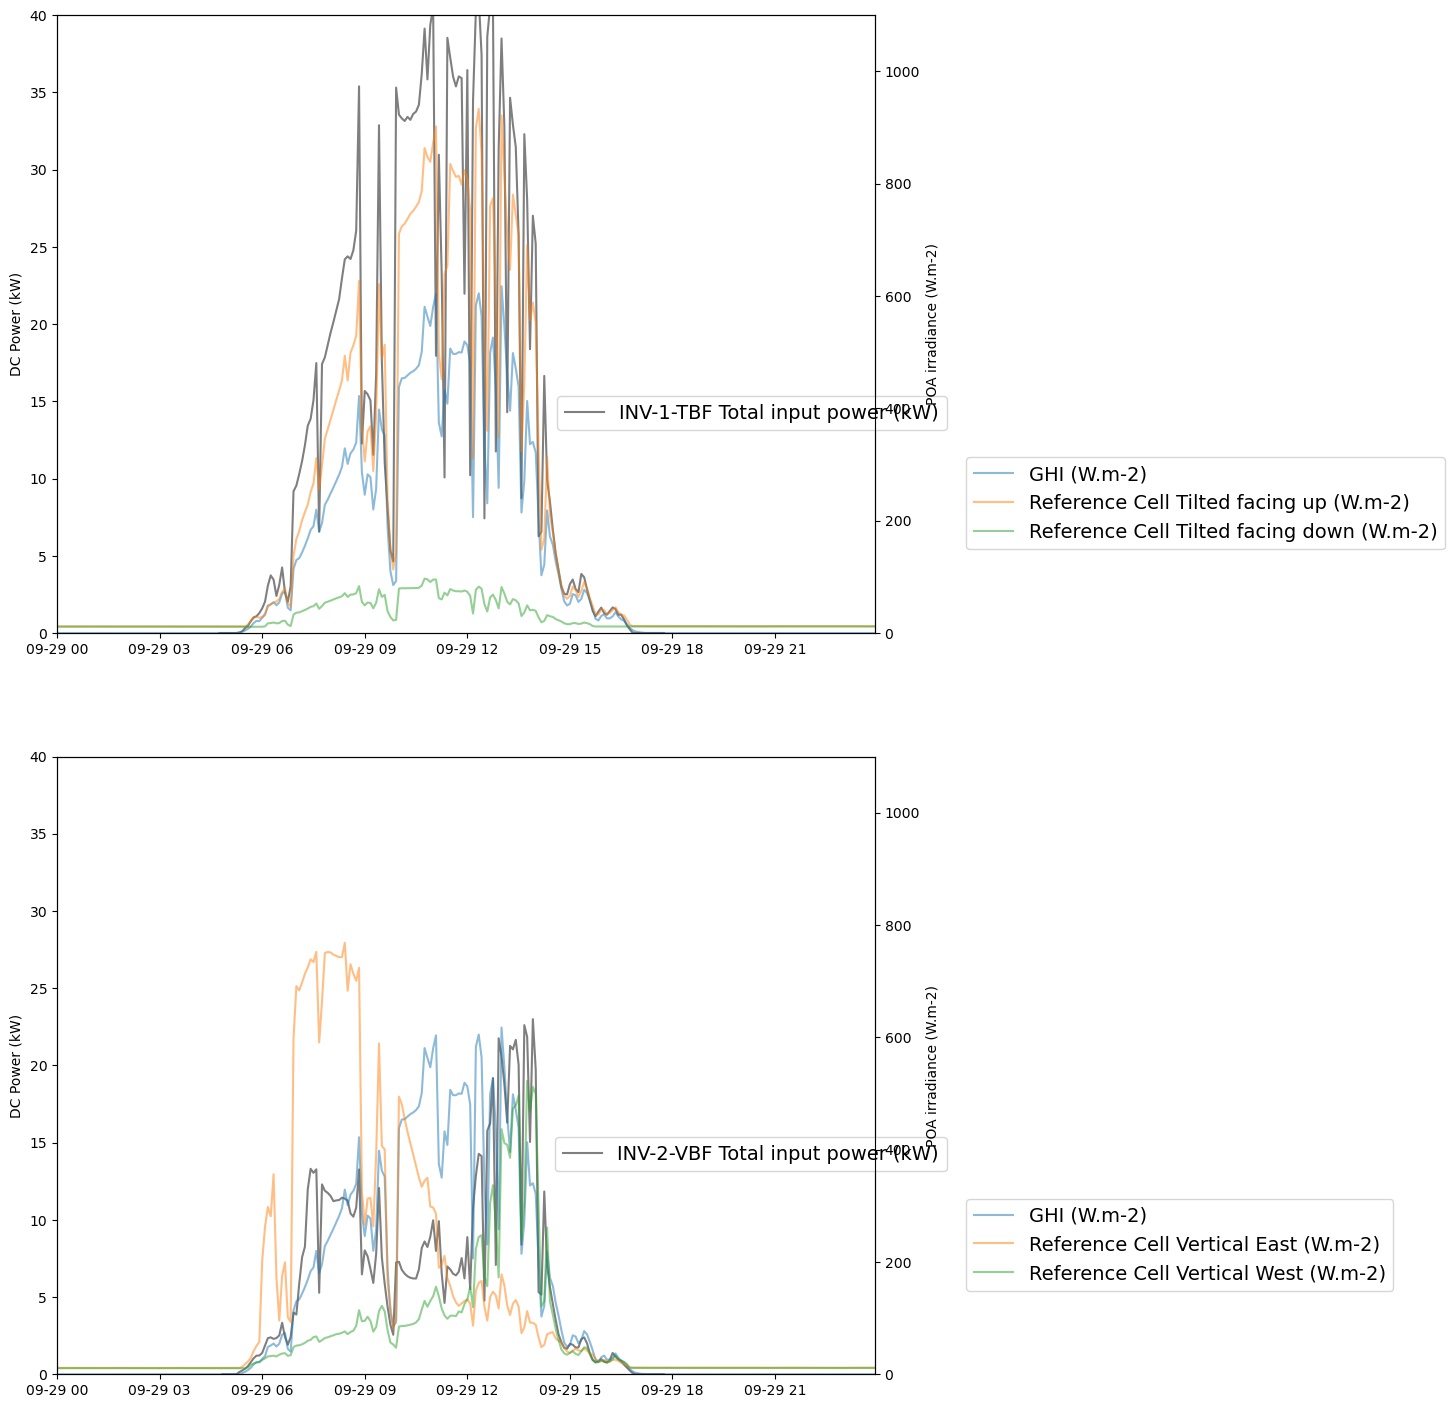 40
35
30
25
20
15
10
5
0
DC Power (kW)
1000
800
600
400
200
0
POA irradiance (W.m-2)
INV-1-TBF Total input power (kW)
GHI (W.m-2)
Reference Cell Tilted facing up (W.m-2)
Reference Cell Tilted facing down (W.m-2)
09-29 00 09-29 03 09-29 06 09-29 09 09-29 12 09-29 15 09-29 18 09-29 21
40
35
30
25
20
15
10
5
0
DC Power (kW)
1000
800
600
400
200
0
POA irradiance (W.m-2)
INV-2-VBF Total input power (kW)
GHI (W.m-2)
Reference Cell Vertical East (W.m-2)
Reference Cell Vertical West (W.m-2)
09-29 00 09-29 03 09-29 06 09-29 09 09-29 12 09-29 15 09-29 18 09-29 21